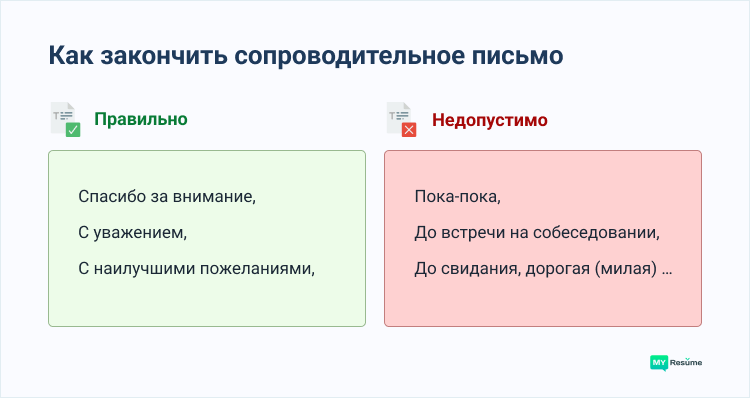 Как закончить сопроводительное письмо
Правильно
Спасибо за внимание,
С уважением,
С наилучшими пожеланиями,
Недопустимо
Пока-пока,
До встречи на собеседовании,
До свидания, дорогая (милая) ...
MY Resume